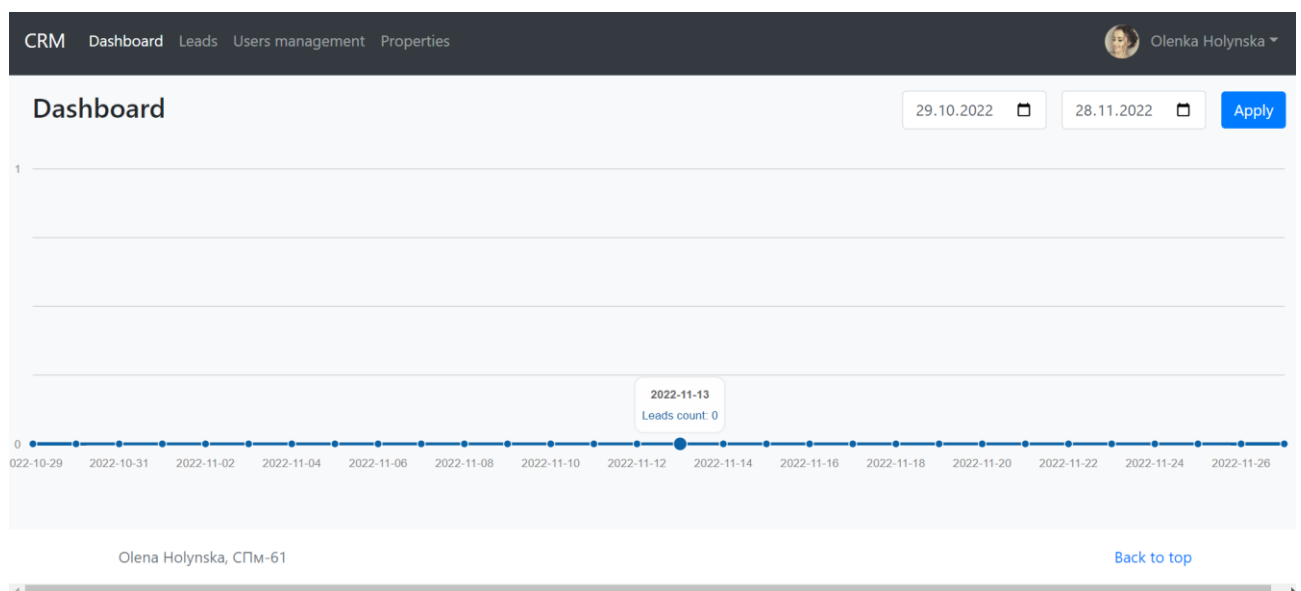 CRM Dashboard Leads Users management Properties Olenka Holynska
Dashboard 29.10.2022 28.11.2022 Apply
1
2022-11-13
Leads count: 0
0
022-10-29 2022-10-31 2022-11-02 2022-11-04 2022-11-06 2022-11-08 2022-11-10 2022-11-12 2022-11-14 2022-11-16 2022-11-18 2022-11-20 2022-11-22 2022-11-24 2022-11-26
Olena Holynska, СПм-61 Back to top